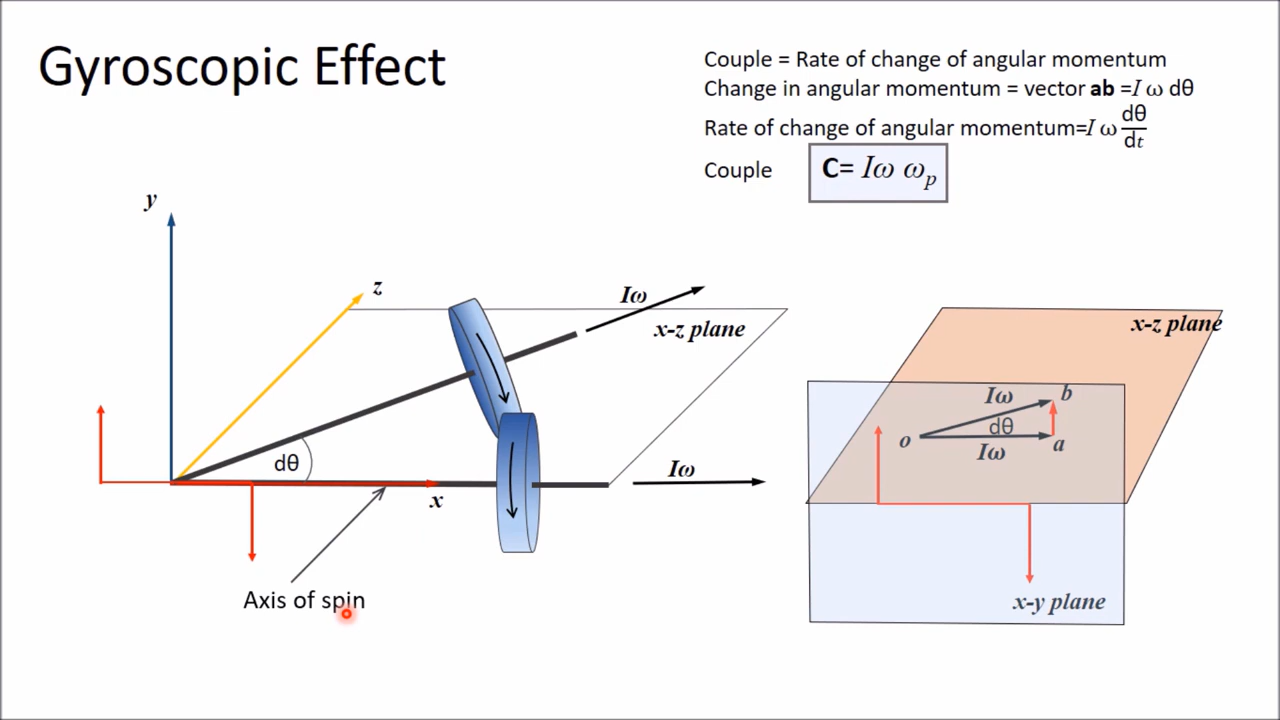 Gyroscopic Effect
Couple = Rate of change of angular momentum
Change in angular momentum = vector ab =I ω dθ
Rate of change of angular momentum=I ω dθ/dt
Couple C= Iω ωp
y
z
Iω
x-z plane
dθ
Iω
x
Axis of spin
x-z plane
Iω
b
dθ
o
a
Iω
x-y plane